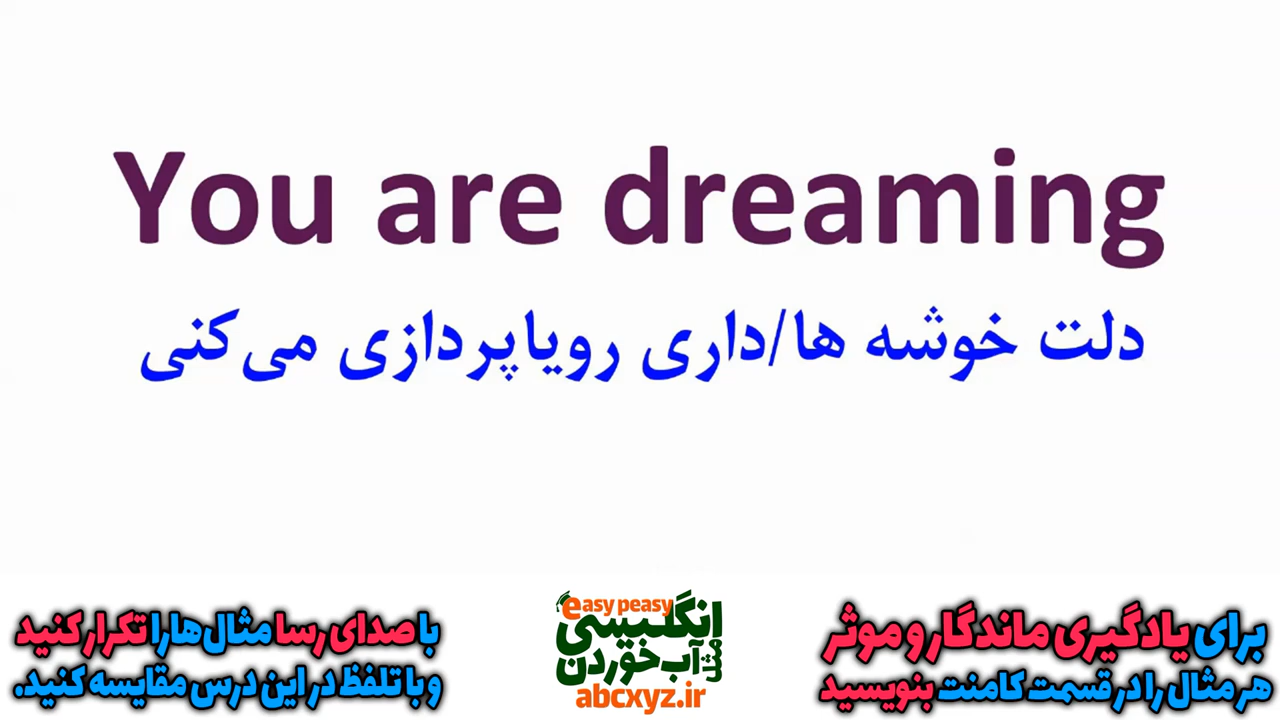 You are dreaming
دلت خوشه ها/داری رویاپردازی می‌کنی
برای یادگیری ماندگار و موثر
هر مثال را در قسمت کامنت بنویسید
easy peasy
انگلیسی
مثل آب خوردن
abcxyz.ir
با صدای رسا مثال‌ها را تکرار کنید
و با تلفظ در این درس مقایسه کنید.